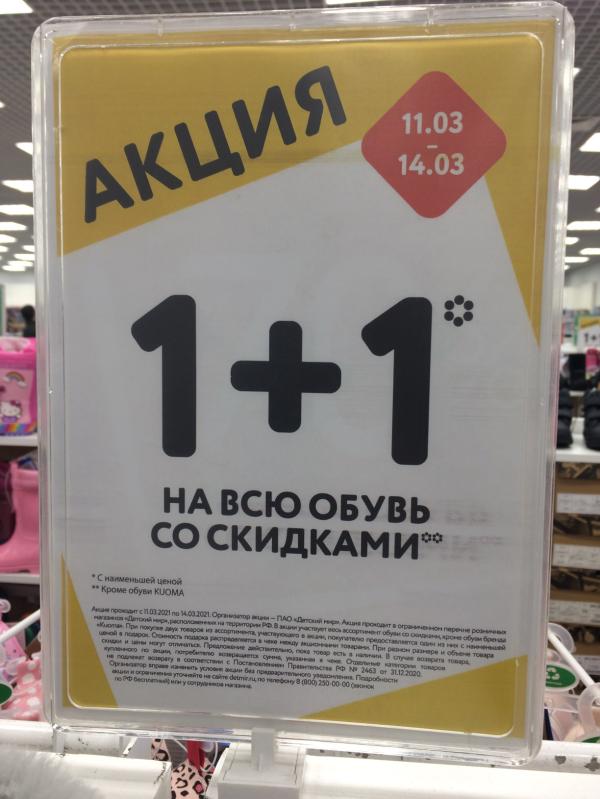 АКЦИЯ
11.03
–
14.03
1+1*
НА ВСЮ ОБУВЬ
СО СКИДКАМИ**
* С наименьшей ценой
** Кроме обуви KUOMA
Акция проходит с 11.03.2021 по 14.03.2021. Организатор акции — ПАО «Детский мир». Акция проходит в ограниченном перечне розничных
магазинов «Детский мир», расположенных на территории РФ. В акции участвует весь ассортимент обуви со скидками, кроме обуви бренда
«Kuoma». При покупке двух товаров из ассортимента, участвующего в акции, покупателю предоставляется один из них с наименьшей
ценой в подарок. Стоимость подарка распределяется в чеке между акционными товарами. При разном размере и объеме товара
скидки и цены могут отличаться. Предложение действительно, пока товар есть в наличии. В случае возврата товара,
купленного по акции, потребителю возвращается сумма, указанная в чеке. Отдельные категории товаров
не подлежат возврату в соответствии с Постановлением Правительства РФ № 2463 от 31.12.2020.
Организатор вправе изменить условия акции без предварительного уведомления. Подробности
акции и ограничения уточняйте на сайте detmir.ru, по телефону 8 (800) 250-00-00 (звонок
по РФ бесплатный) или у сотрудников магазина.
1+1